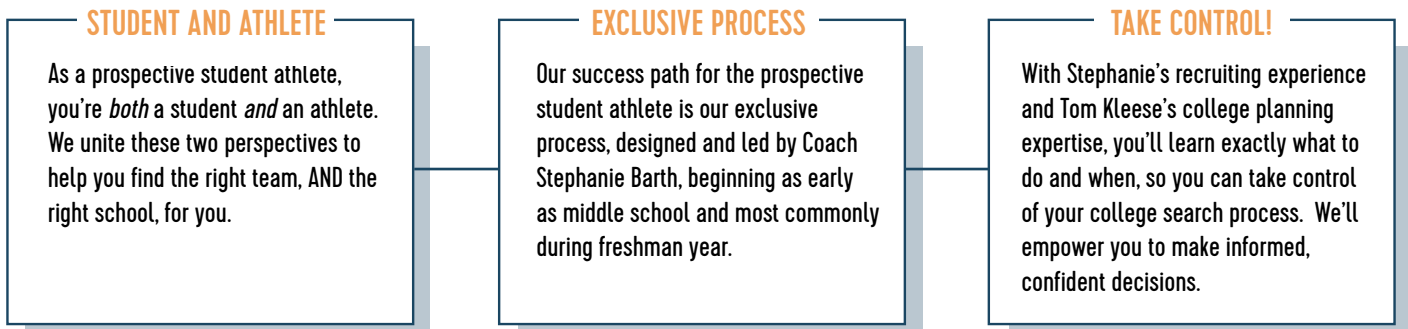 STUDENT AND ATHLETE
As a prospective student athlete,
you're both a student and an athlete.
We unite these two perspectives to
help you find the right team, AND the
right school, for you.
EXCLUSIVE PROCESS
Our success path for the prospective
student athlete is our exclusive
process, designed and led by Coach
Stephanie Barth, beginning as early
as middle school and most commonly
during freshman year.
TAKE CONTROL!
With Stephanie's recruiting experience
and Tom Kleese's college planning
expertise, you'll learn exactly what to
do and when, so you can take control
of your college search process.  We'll
empower you to make informed,
confident decisions.